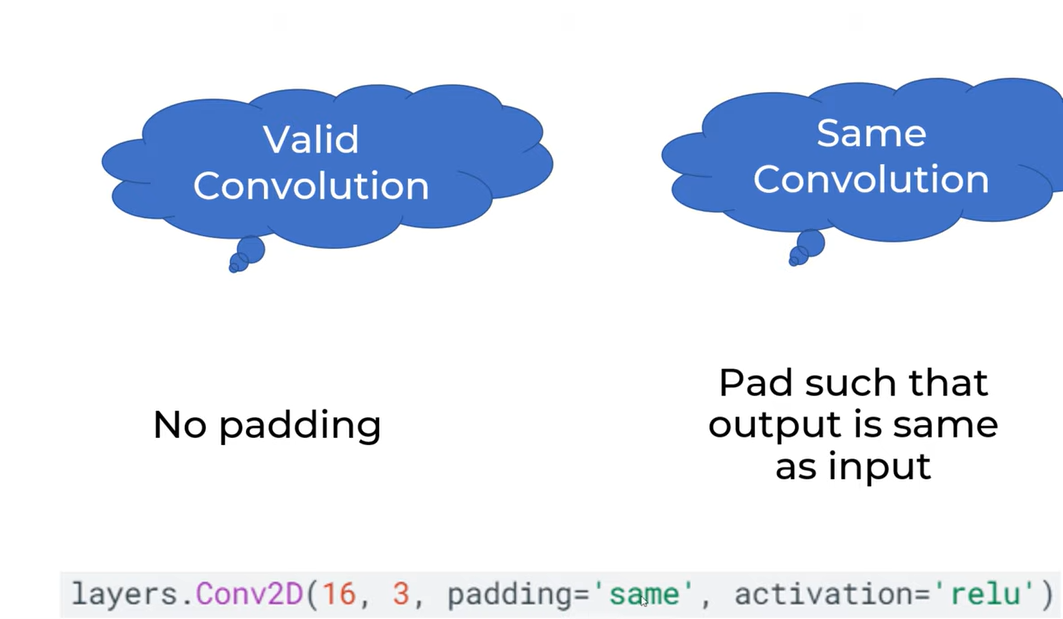 Valid
Convolution
Same
Convolution
No padding
Pad such that
output is same
as input
layers.Conv2D(16, 3, padding='same', activation='relu')